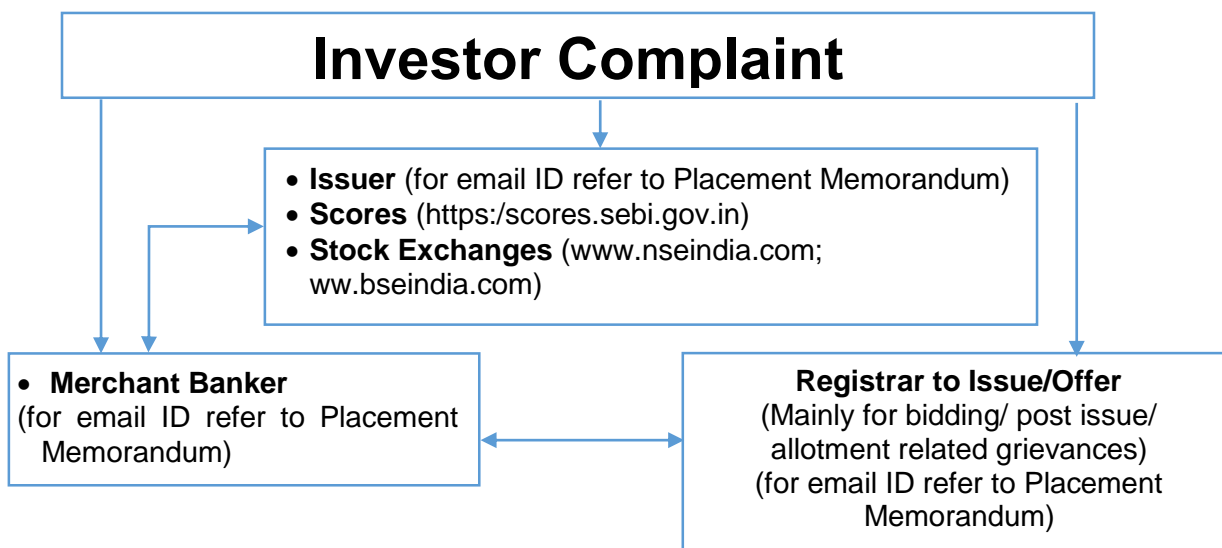 Investor Complaint
• Issuer (for email ID refer to Placement Memorandum)
• Scores (https:/scores.sebi.gov.in)
• Stock Exchanges (www.nseindia.com;
ww.bseindia.com)
• Merchant Banker
(for email ID refer to Placement
Memorandum)
Registrar to Issue/Offer
(Mainly for bidding/ post issue/
allotment related grievances)
(for email ID refer to Placement
Memorandum)